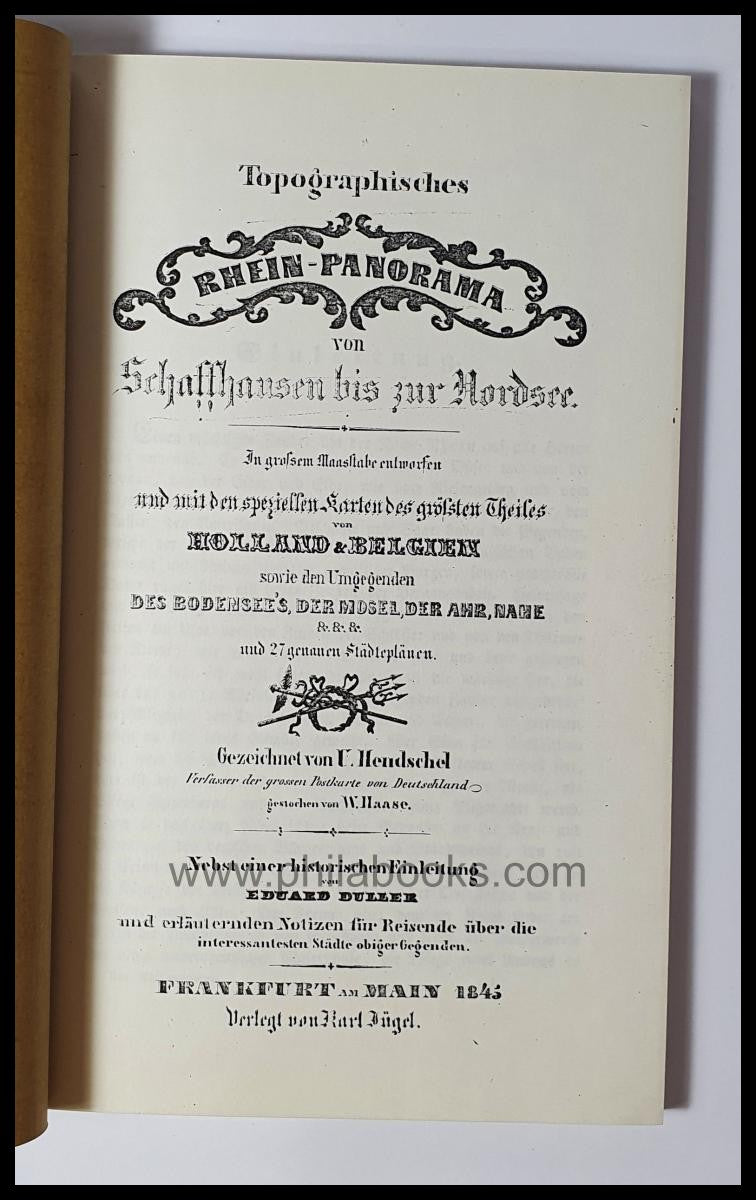 Topographisches
RHEIN-PANORAMA
von
Schaffhausen bis zur Nordsee.
In grossem Maasstabe entworfen
und mit den speziellen Karten des größten Theiles
von
HOLLAND & BELGIEN
sowie den Umgegenden
DES BODENSEE'S, DER MOSEL, DER AHR, NAHE
&. &. &.
und 27 genauen Städteplänen.
Gezeichnet von U. Hendschel
Verfasser der grossen Postkarte von Deutschland
gestochen von W. Haase.
Nebst einer historischen Einleitung
www.philabooks.com
von
EDUARD DULLER
und erläuternden Notizen für Reisende über die
interessantesten Städte obiger Gegenden.
FRANKFURT AM MAIN 1845
Verlegt von Karl Jügel.